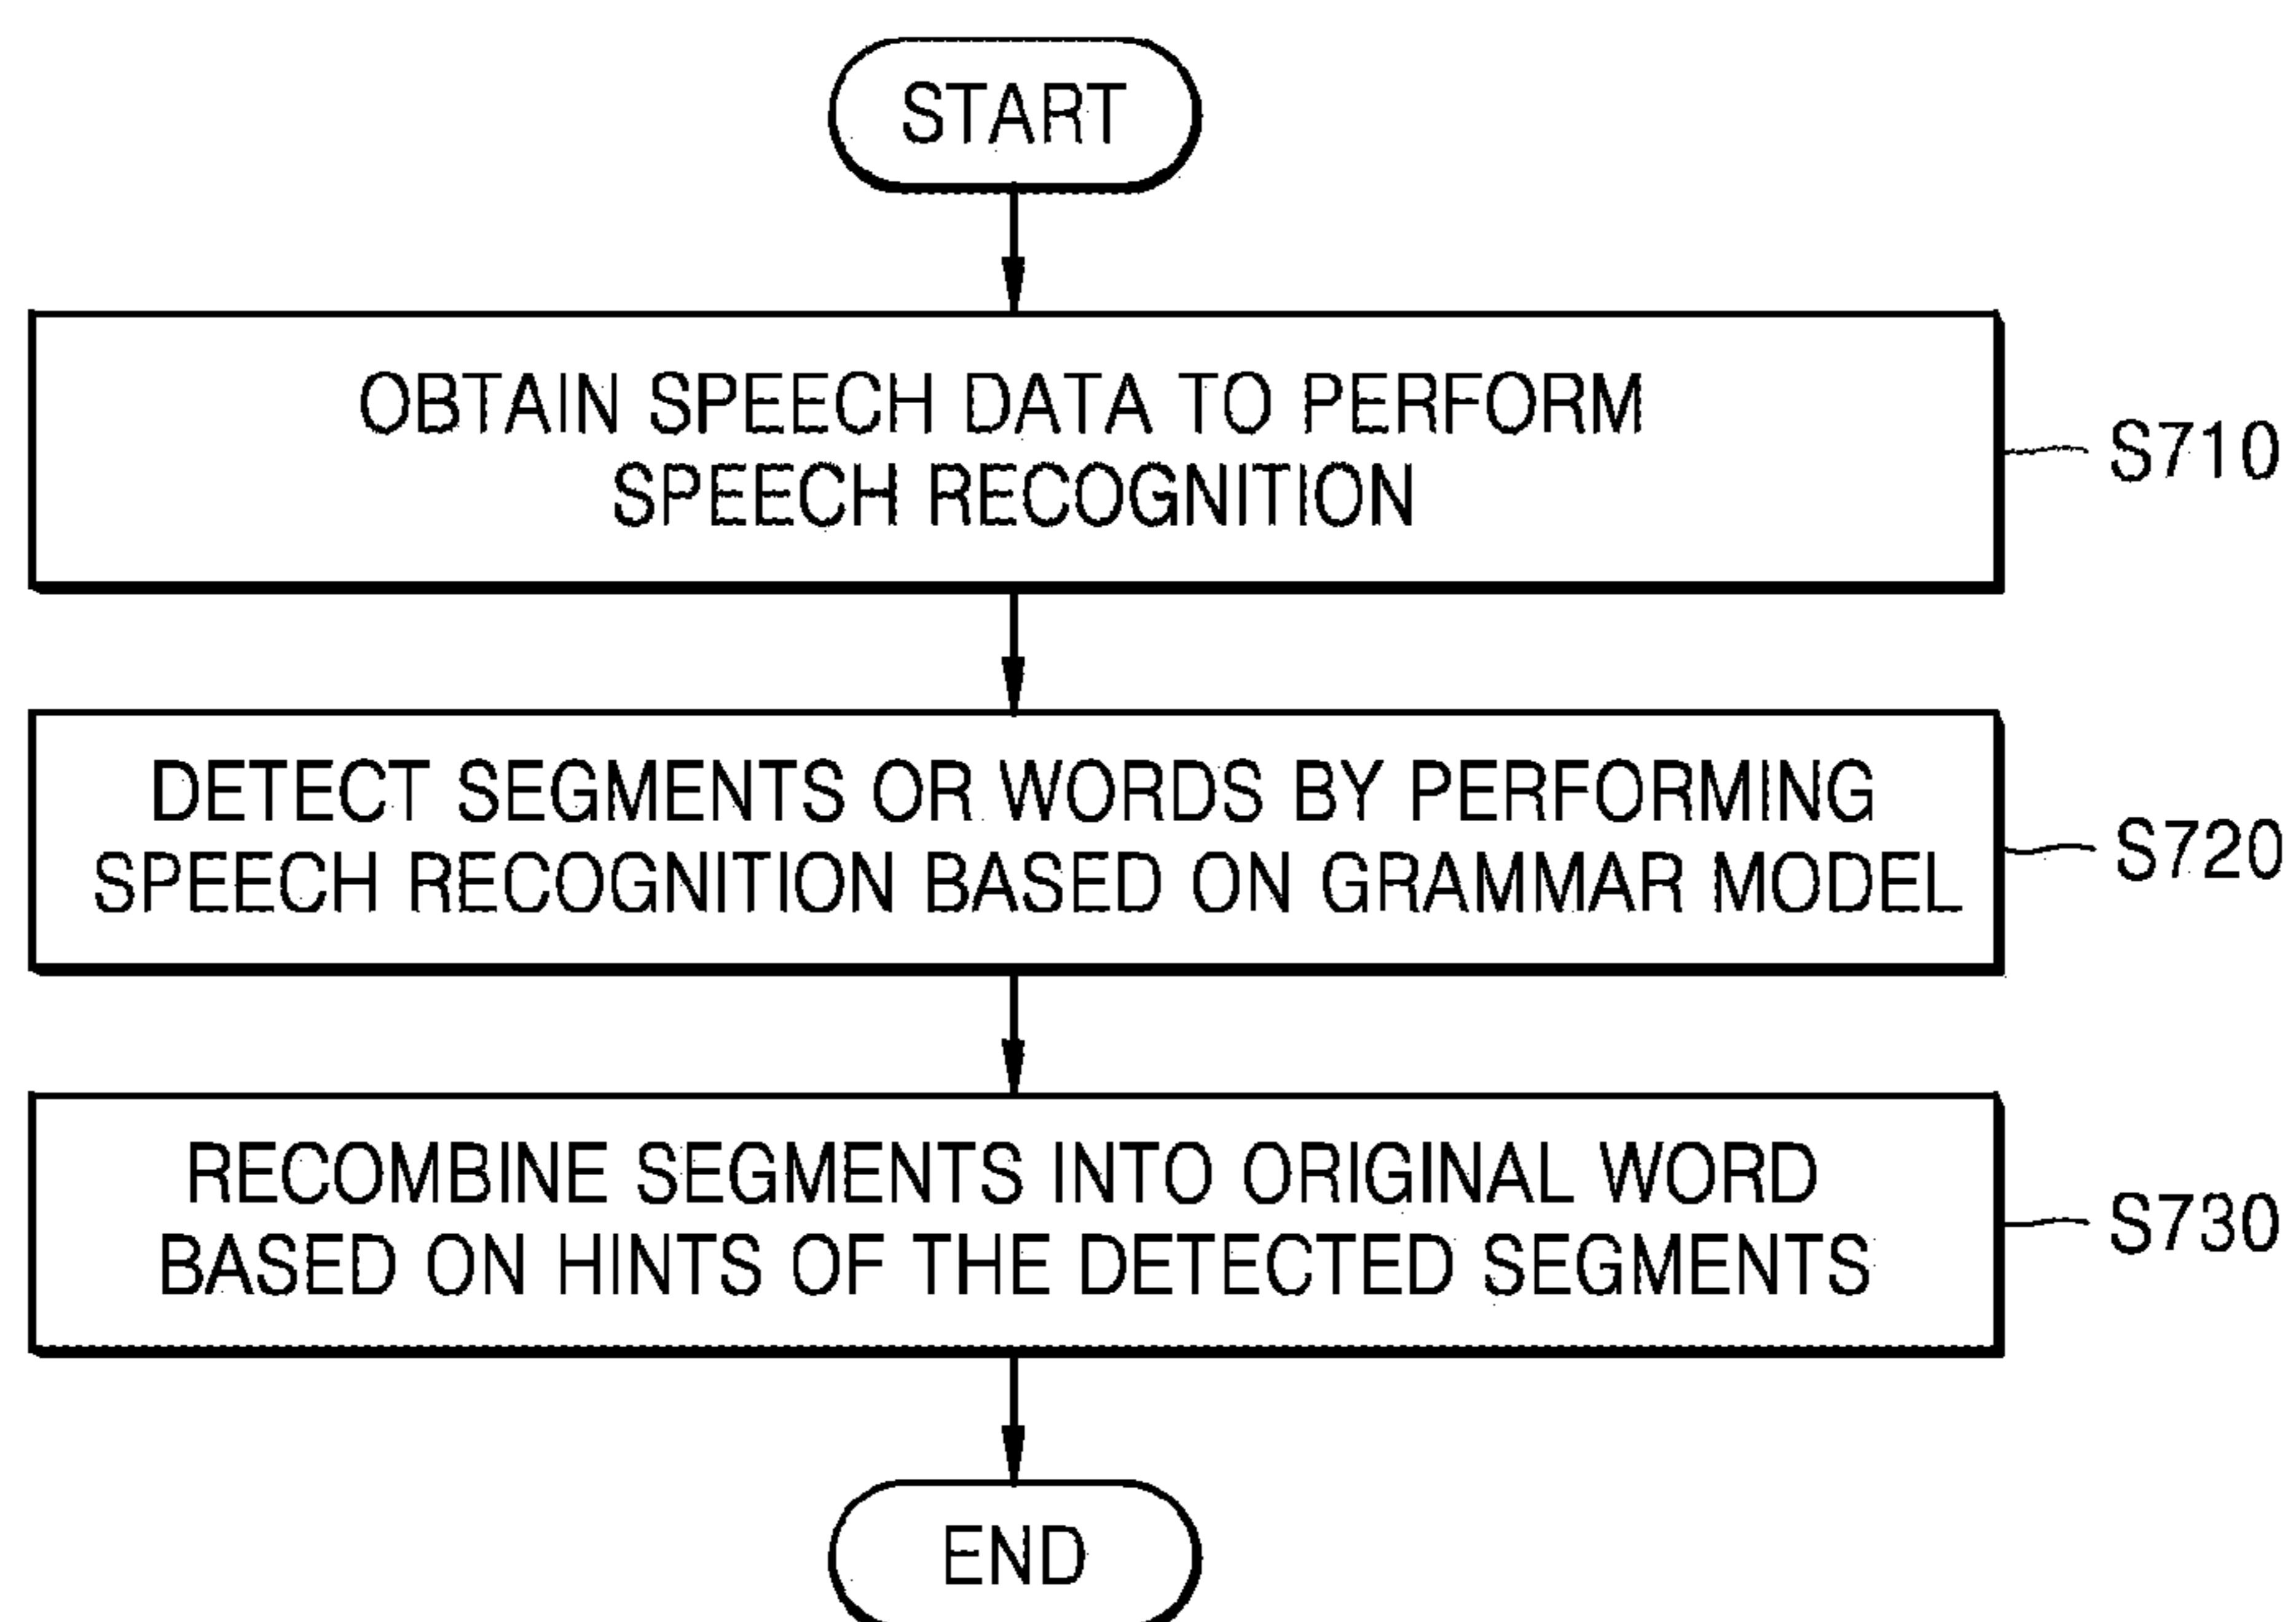 START
OBTAIN SPEECH DATA TO PERFORM
SPEECH RECOGNITION
S710
DETECT SEGMENTS OR WORDS BY PERFORMING
SPEECH RECOGNITION BASED ON GRAMMAR MODEL
S720
RECOMBINE SEGMENTS INTO ORIGINAL WORD
BASED ON HINTS OF THE DETECTED SEGMENTS
S730
END